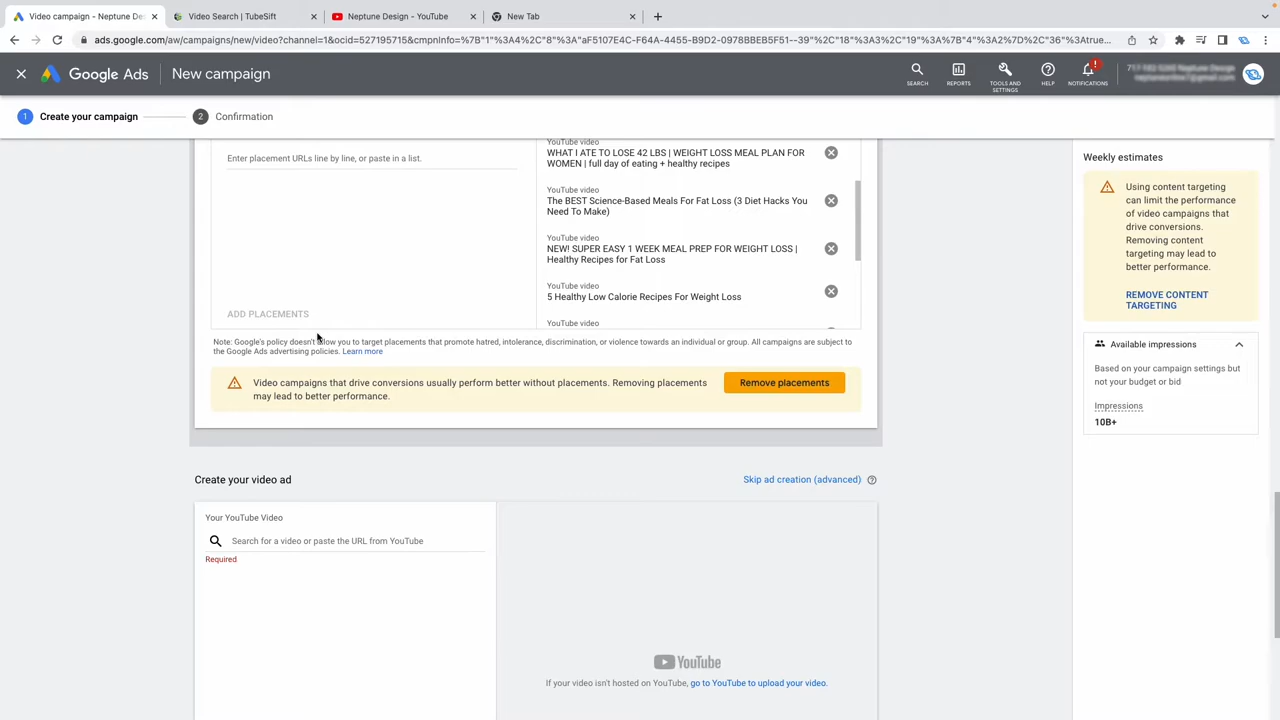 Video campaign - Neptune De
Video Search | TubeSift
Neptune Design - YouTube
New Tab
ads.google.com/aw/campaigns/new/video?channel=1&ocid=527195715&cmpnInfo=%7B"1"%3A4%2C"8"%3A"aF5107E4C-F64A-4455-B9D2-0978BBEB5F51--39"%2C"18"%3A3%2C"19"%3A%7B"4"%3A2%7D%2C"36"%3Atrue...
Google Ads
New campaign
SEARCH
REPORTS
TOOLS AND SETTINGS
HELP
NOTIFICATIONS
1 Create your campaign
2 Confirmation
Enter placement URLs line by line, or paste in a list.
ADD PLACEMENTS
YouTube video
WHAT I ATE TO LOSE 42 LBS | WEIGHT LOSS MEAL PLAN FOR
WOMEN | full day of eating + healthy recipes
YouTube video
The BEST Science-Based Meals For Fat Loss (3 Diet Hacks You
Need To Make)
YouTube video
NEW! SUPER EASY 1 WEEK MEAL PREP FOR WEIGHT LOSS |
Healthy Recipes for Fat Loss
YouTube video
5 Healthy Low Calorie Recipes For Weight Loss
YouTube video
Note: Google's policy doesn't allow you to target placements that promote hatred, intolerance, discrimination, or violence towards an individual or group. All campaigns are subject to
the Google Ads advertising policies. Learn more
Video campaigns that drive conversions usually perform better without placements. Removing placements
may lead to better performance.
Remove placements
Create your video ad
Skip ad creation (advanced)
Your YouTube Video
Search for a video or paste the URL from YouTube
Required
YouTube
If your video isn't hosted on YouTube, go to YouTube to upload your video.
Weekly estimates
Using content targeting
can limit the performance
of video campaigns that
drive conversions.
Removing content
targeting may lead to
better performance.
REMOVE CONTENT
TARGETING
Available impressions
Based on your campaign settings but
not your budget or bid
Impressions
10B+